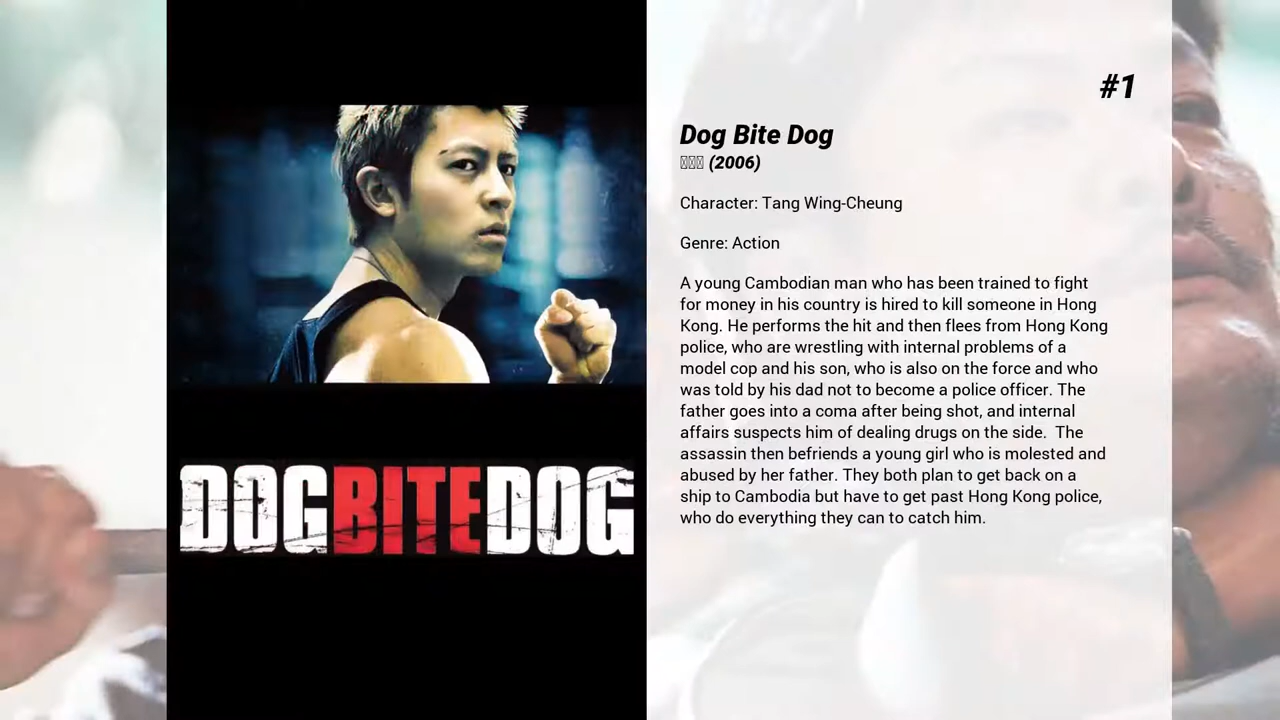 #1
Dog Bite Dog
(2006)
Character: Tang Wing-Cheung
Genre: Action
A young Cambodian man who has been trained to fight
for money in his country is hired to kill someone in Hong
Kong. He performs the hit and then flees from Hong Kong
police, who are wrestling with internal problems of a
model cop and his son, who is also on the force and who
was told by his dad not to become a police officer. The
father goes into a coma after being shot, and internal
affairs suspects him of dealing drugs on the side.  The
assassin then befriends a young girl who is molested and
abused by her father. They both plan to get back on a
ship to Cambodia but have to get past Hong Kong police,
who do everything they can to catch him.
DOGBITEDOG